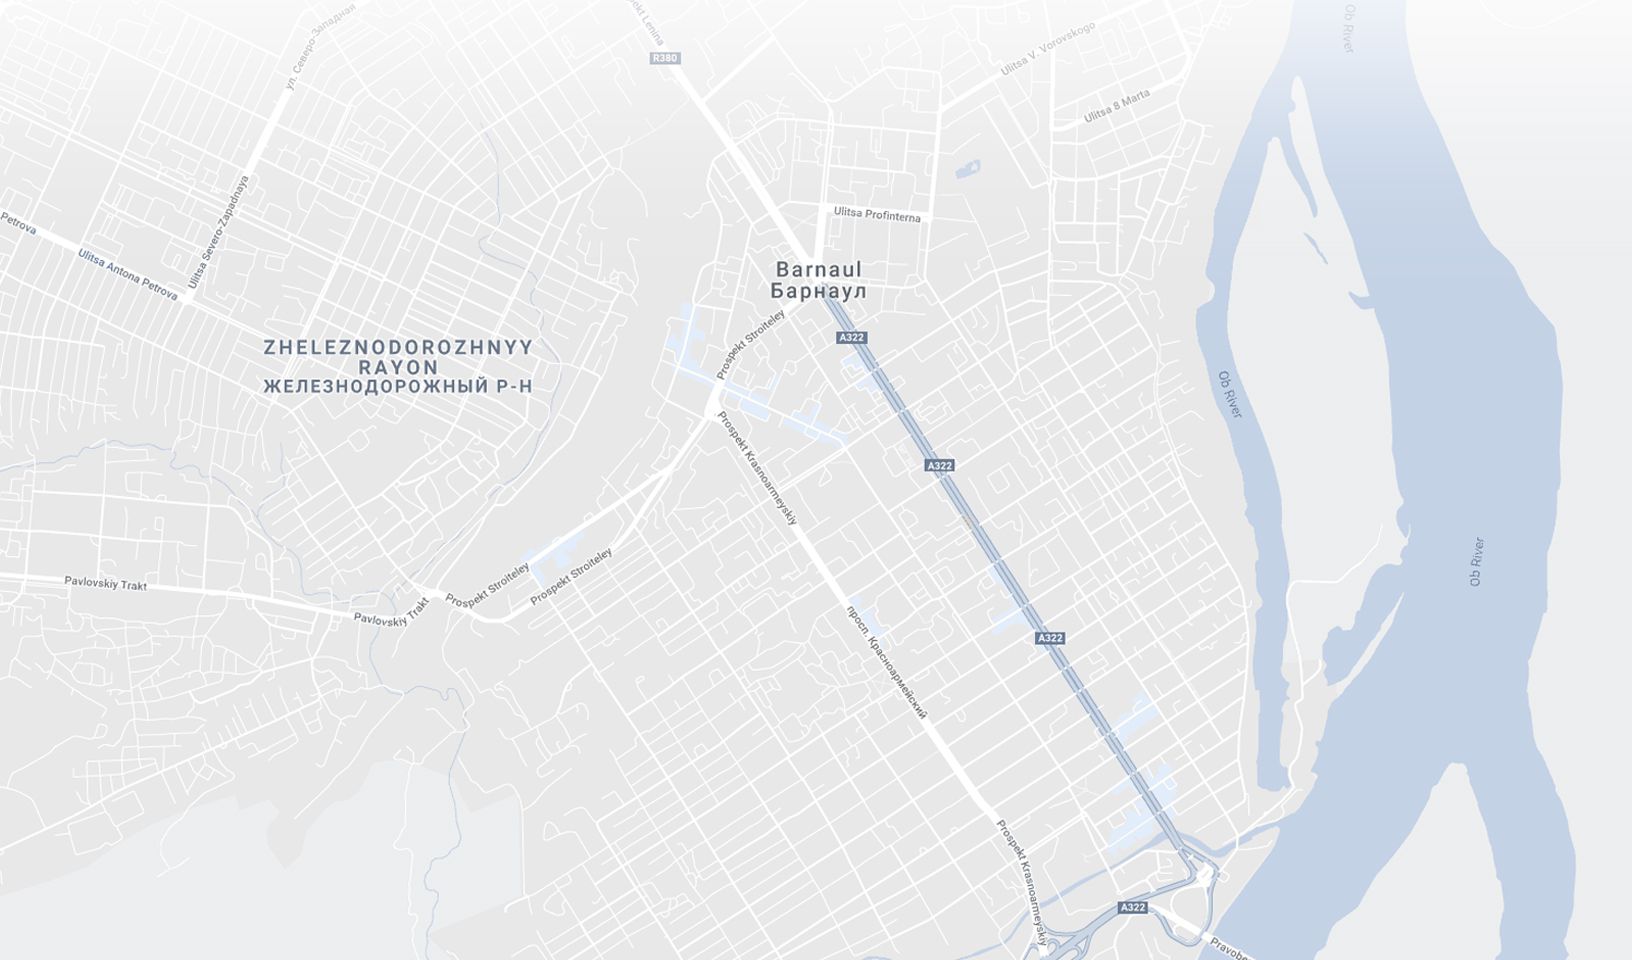 Ob River
Prospekt Lenina
R380
ул. Северо-Западная
Ulitsa V. Vorovskogo
Ulitsa 8 Marta
Ulitsa Severo-Zapadnaya
Petrova
Ulitsa Antona Petrova
Ulitsa Profinterna
Barnaul
Барнаул
A322
Prospekt Stroiteley
ZHELEZNODOROZHNYY
RAYON
ЖЕЛЕЗНОДОРОЖНЫЙ Р-Н
Ob River
Prospekt Krasnoarmeyskiy
A322
Ob River
Pavlovskiy Trakt
Pavlovskiy Trakt
Prospekt Stroiteley
Prospekt Stroiteley
A322
просп. Красноармейский
Prospekt Krasnoarmeyskiy
A322
Pravobe